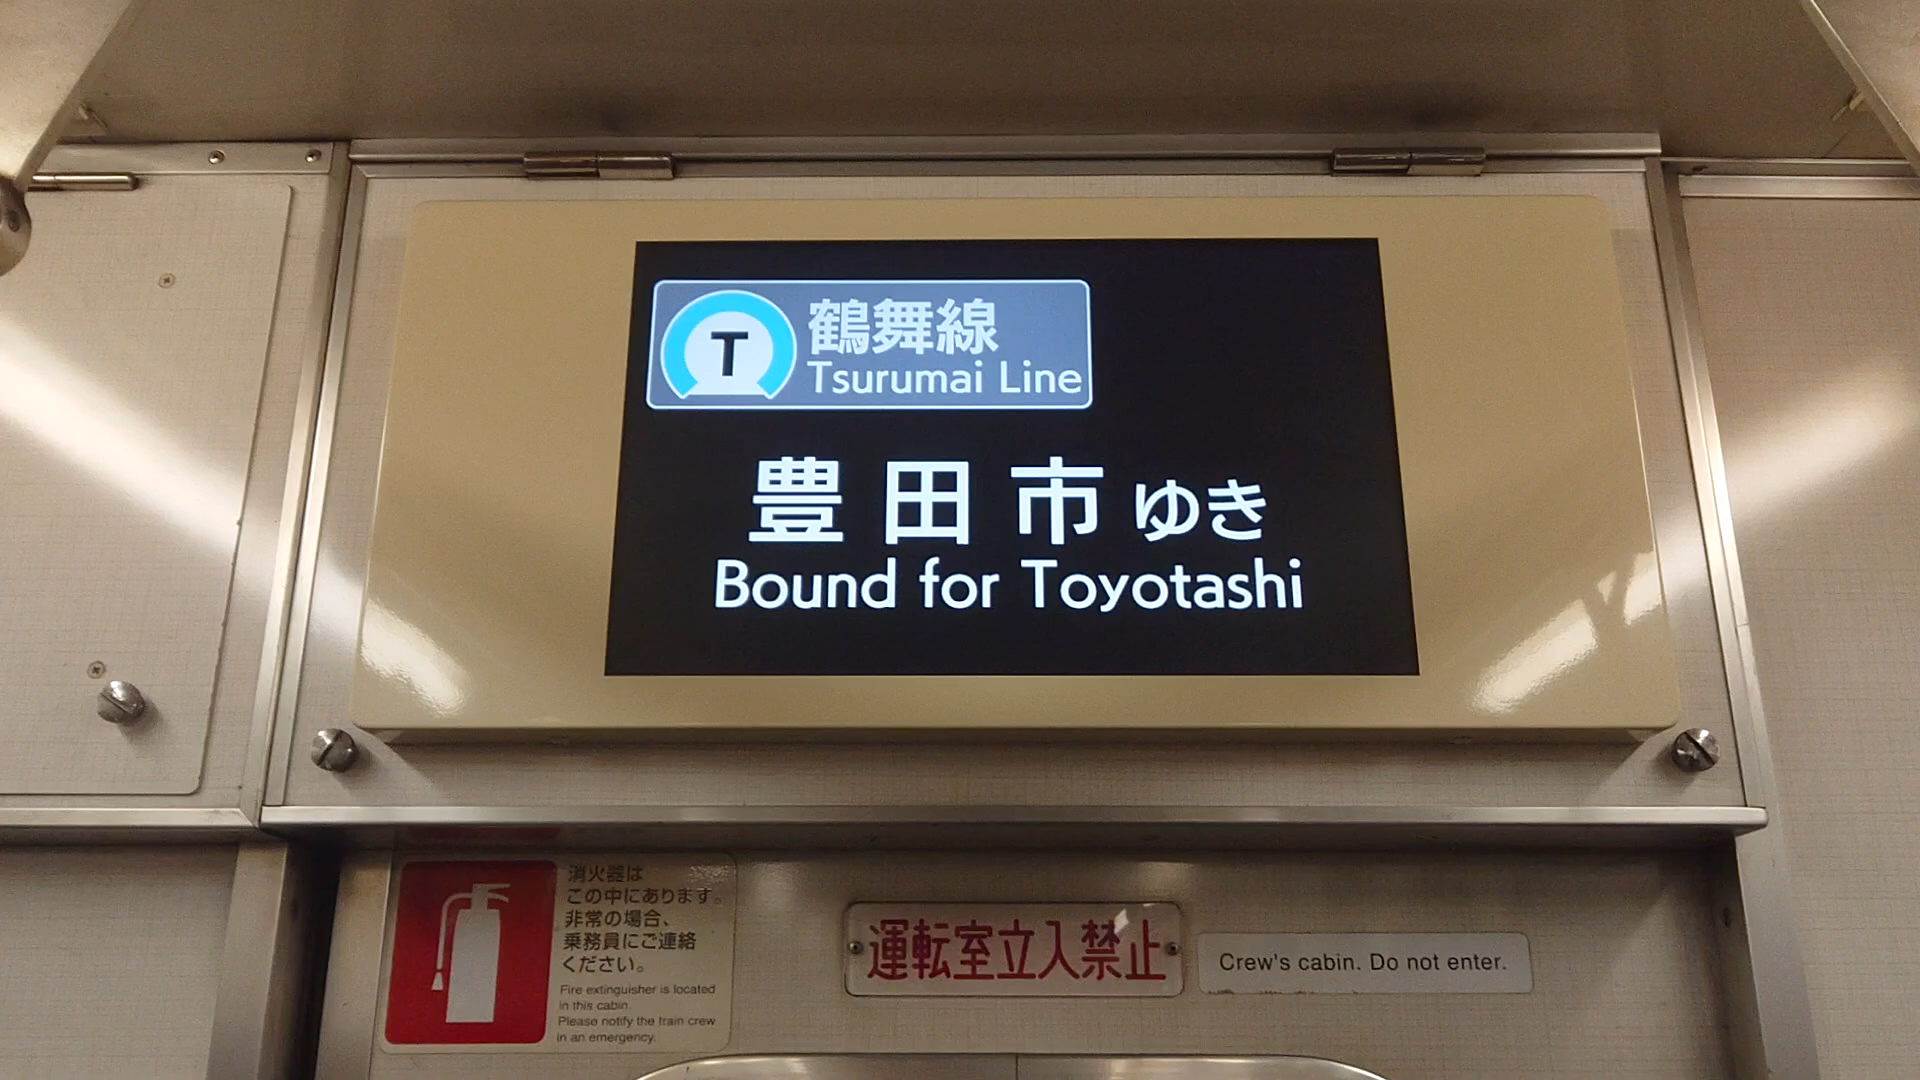 T
鶴舞線
Tsurumai Line
豊田市ゆき
Bound for Toyotashi
消火器は
この中にあります。
非常の場合、
乗務員にご連絡
ください。
Fire extinguisher is located
in this cabin.
Please notify the train crew
in an emergency.
運転室立入禁止
Crew's cabin. Do not enter.